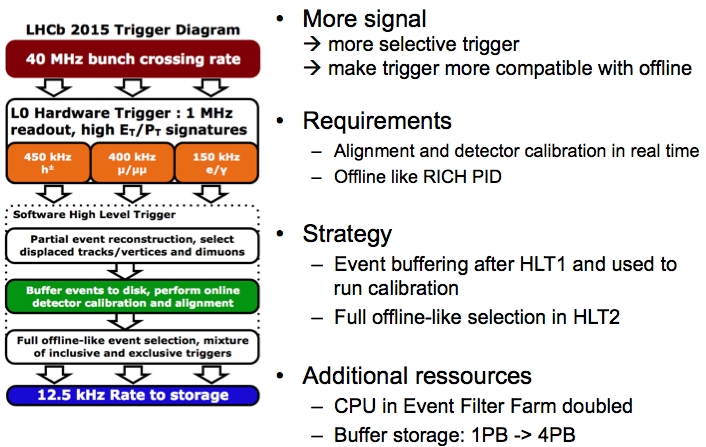 LHCb 2015 Trigger Diagram
40 MHz bunch crossing rate
L0 Hardware Trigger : 1 MHz
readout, high E_T/P_T signatures
450 kHz
h±
400 kHz
μ/μμ
150 kHz
e/γ
Software High Level Trigger
Partial event reconstruction, select
displaced tracks/vertices and dimuons
Buffer events to disk, perform online
detector calibration and alignment
Full offline-like event selection, mixture
of inclusive and exclusive triggers
12.5 kHz Rate to storage
• More signal
→ more selective trigger
→ make trigger more compatible with offline
• Requirements
– Alignment and detector calibration in real time
– Offline like RICH PID
• Strategy
– Event buffering after HLT1 and used to
run calibration
– Full offline-like selection in HLT2
• Additional ressources
– CPU in Event Filter Farm doubled
– Buffer storage: 1PB -> 4PB